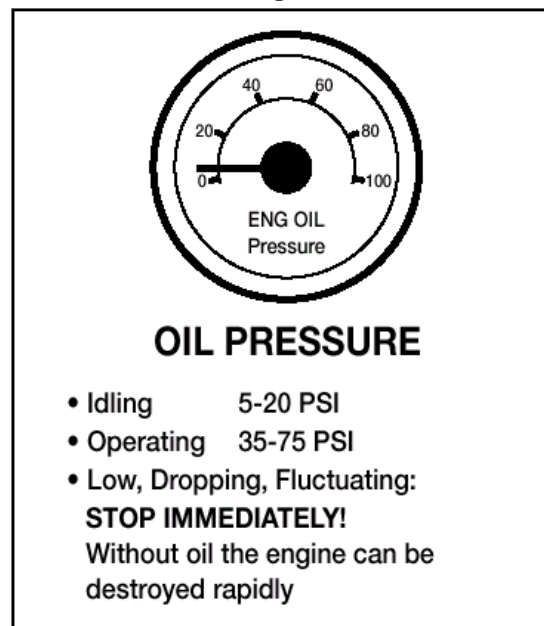 40 60
20 80
0 100
ENG OIL
Pressure
OIL PRESSURE
• Idling 5-20 PSI
• Operating 35-75 PSI
• Low, Dropping, Fluctuating:
STOP IMMEDIATELY!
Without oil the engine can be
destroyed rapidly